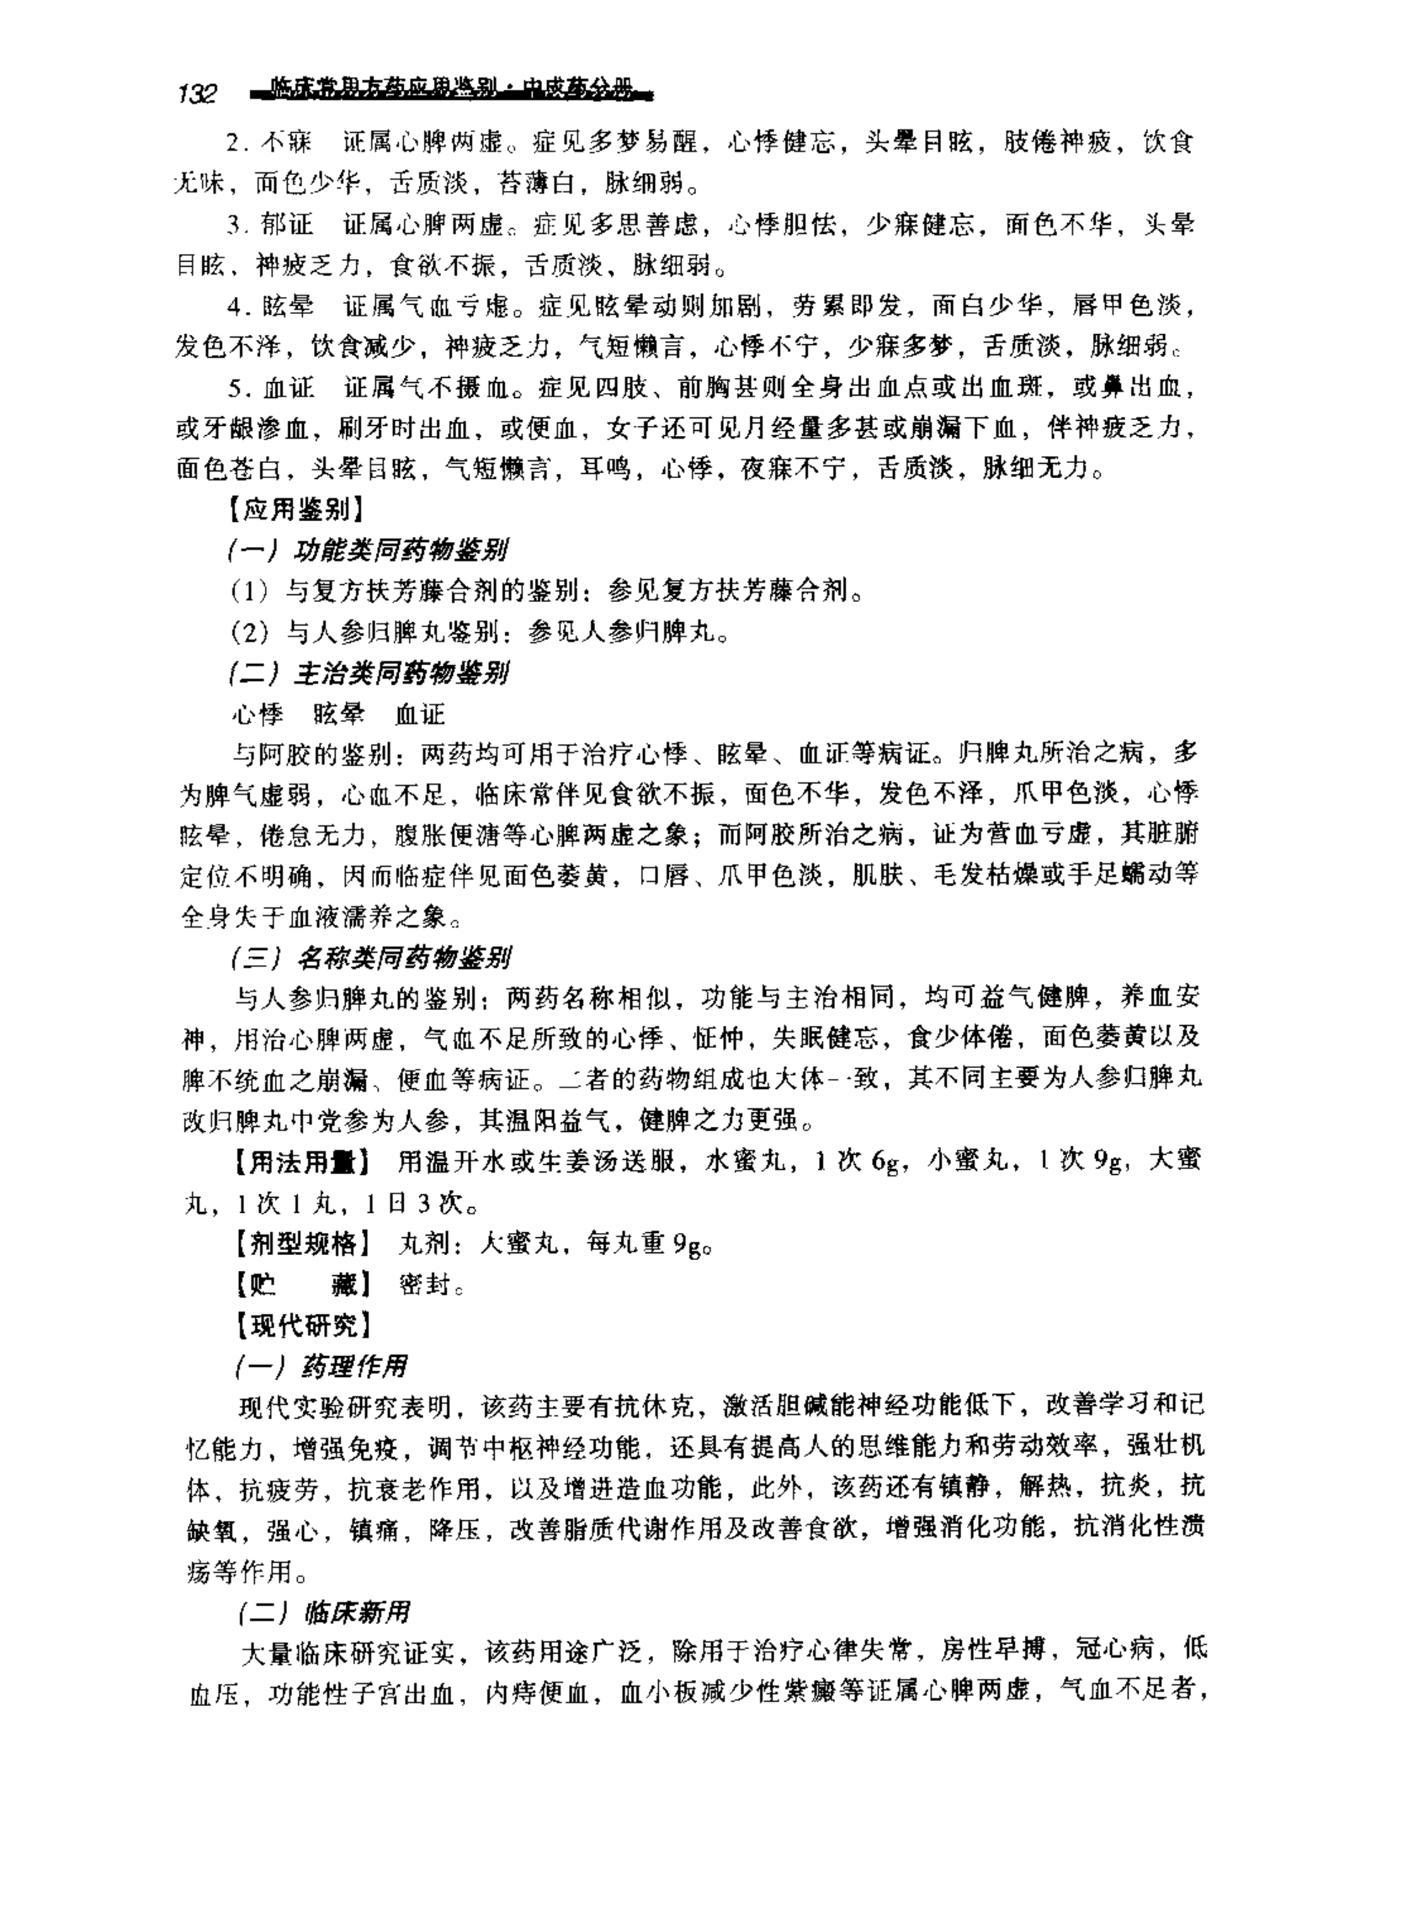 132 临床常用方药应用鉴别·中成药分册
2. 不寐　证属心脾两虚。症见多梦易醒，心悸健忘，头晕目眩，肢倦神疲，饮食
无味，面色少华，舌质淡，苔薄白，脉细弱。
3. 郁证　证属心脾两虚。症见多思善虑，心悸胆怯，少寐健忘，面色不华，头晕
目眩，神疲乏力，食欲不振，舌质淡，脉细弱。
4. 眩晕　证属气血亏虚。症见眩晕动则加剧，劳累即发，面白少华，唇甲色淡，
发色不泽，饮食减少，神疲乏力，气短懒言，心悸不宁，少寐多梦，舌质淡，脉细弱。
5. 血证　证属气不摄血。症见四肢、前胸甚则全身出血点或出血斑，或鼻出血，
或牙龈渗血，刷牙时出血，或便血，女子还可见月经量多甚或崩漏下血，伴神疲乏力，
面色苍白，头晕目眩，气短懒言，耳鸣，心悸，夜寐不宁，舌质淡，脉细无力。
【应用鉴别】
（一）功能类同药物鉴别
（1）与复方扶芳藤合剂的鉴别：参见复方扶芳藤合剂。
（2）与人参归脾丸鉴别：参见人参归脾丸。
（二）主治类同药物鉴别
心悸　眩晕　血证
与阿胶的鉴别：两药均可用于治疗心悸、眩晕、血证等病证。归脾丸所治之病，多
为脾气虚弱，心血不足，临床常伴见食欲不振，面色不华，发色不泽，爪甲色淡，心悸
眩晕，倦怠无力，腹胀便溏等心脾两虚之象；而阿胶所治之病，证为营血亏虚，其脏腑
定位不明确，因而临症伴见面色萎黄，口唇、爪甲色淡，肌肤、毛发枯燥或手足蠕动等
全身失于血液濡养之象。
（三）名称类同药物鉴别
与人参归脾丸的鉴别：两药名称相似，功能与主治相同，均可益气健脾，养血安
神，用治心脾两虚，气血不足所致的心悸、怔忡，失眠健忘，食少体倦，面色萎黄以及
脾不统血之崩漏、便血等病证。二者的药物组成也大体一致，其不同主要为人参归脾丸
改归脾丸中党参为人参，其温阳益气，健脾之力更强。
【用法用量】　用温开水或生姜汤送服，水蜜丸，1 次 6g，小蜜丸，1 次 9g，大蜜
丸，1 次 1 丸，1 日 3 次。
【剂型规格】　丸剂：大蜜丸，每丸重 9g。
【贮　　藏】　密封。
【现代研究】
（一）药理作用
现代实验研究表明，该药主要有抗休克，激活胆碱能神经功能低下，改善学习和记
忆能力，增强免疫，调节中枢神经功能，还具有提高人的思维能力和劳动效率，强壮机
体，抗疲劳，抗衰老作用，以及增进造血功能，此外，该药还有镇静，解热，抗炎，抗
缺氧，强心，镇痛，降压，改善脂质代谢作用及改善食欲，增强消化功能，抗消化性溃
疡等作用。
（二）临床新用
大量临床研究证实，该药用途广泛，除用于治疗心律失常，房性早搏，冠心病，低
血压，功能性子宫出血，内痔便血，血小板减少性紫癜等证属心脾两虚，气血不足者，